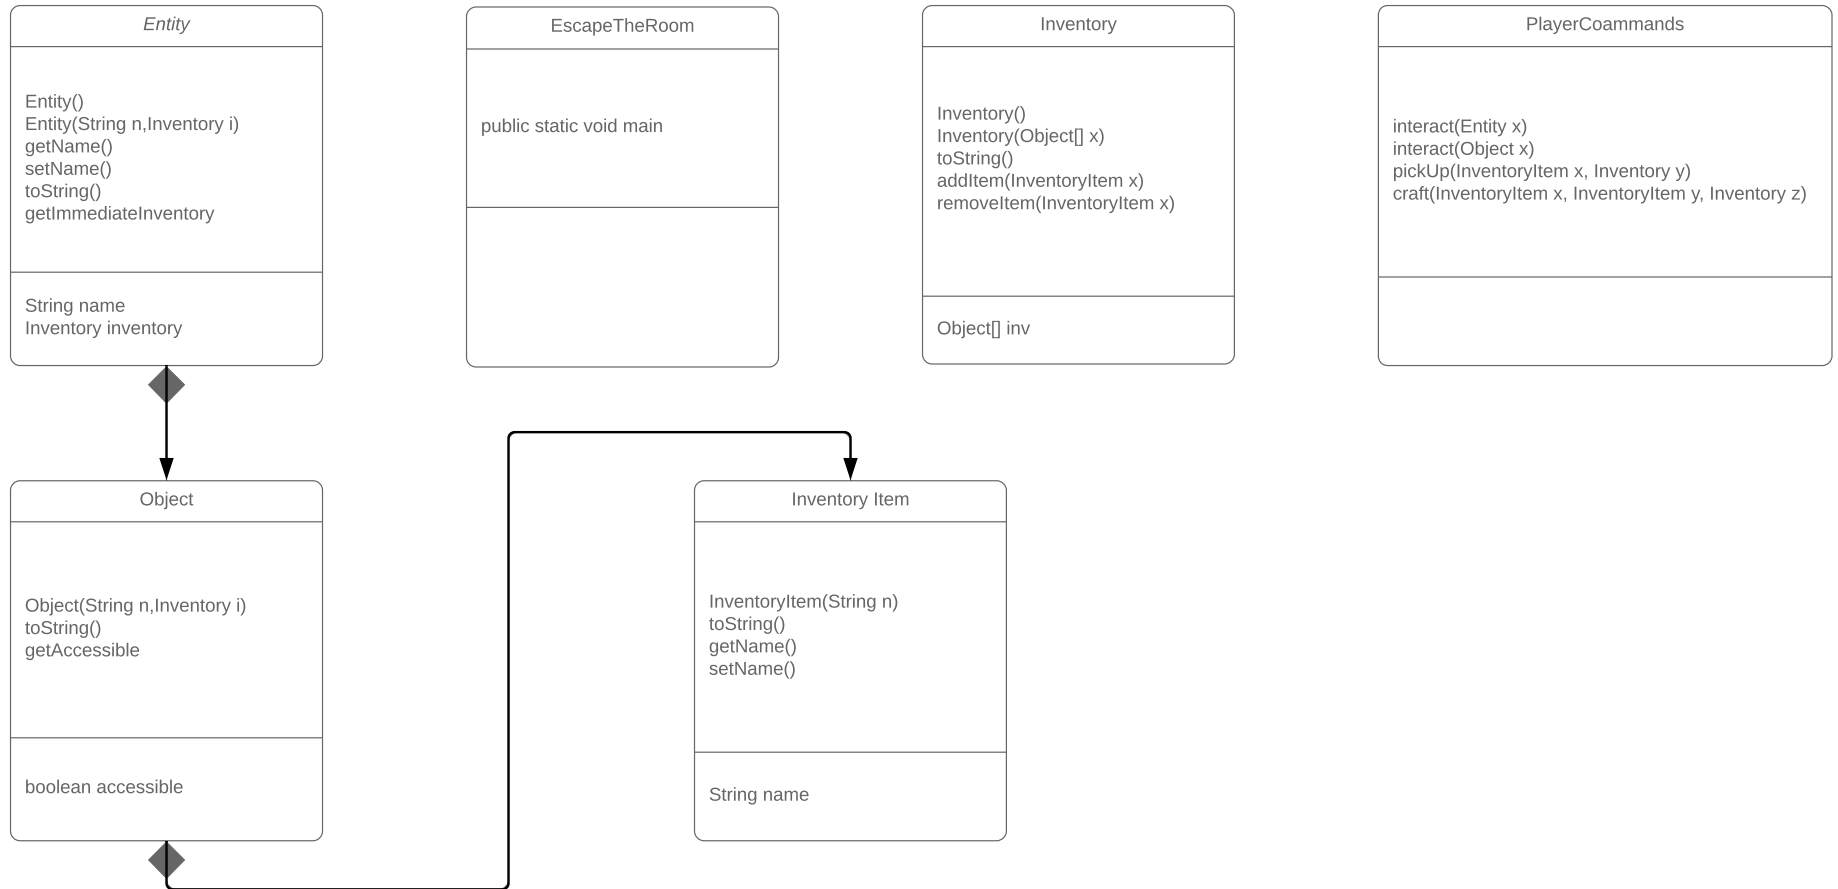 Entity
Entity()
Entity(String n,Inventory i)
getName()
setName()
toString()
getImmediateInventory
String name
Inventory inventory
EscapeTheRoom
public static void main
Inventory
Inventory()
Inventory(Object[] x)
toString()
addItem(InventoryItem x)
removeItem(InventoryItem x)
Object[] inv
PlayerCoammands
interact(Entity x)
interact(Object x)
pickUp(InventoryItem x, Inventory y)
craft(InventoryItem x, InventoryItem y, Inventory z)
Object
Object(String n,Inventory i)
toString()
getAccessible
boolean accessible
Inventory Item
InventoryItem(String n)
toString()
getName()
setName()
String name